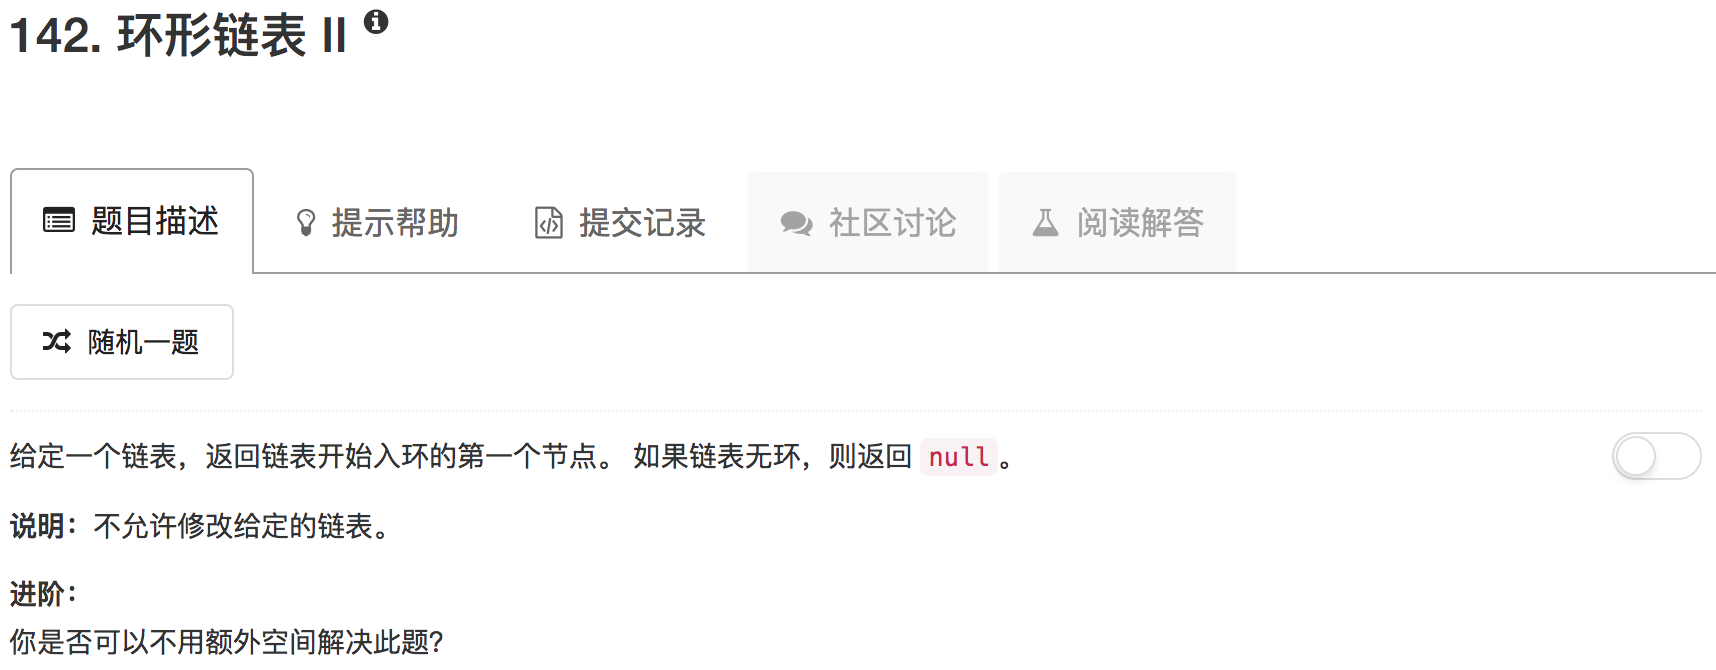 142. 环形链表 II
题目描述 提示帮助 提交记录 社区讨论 阅读解答
随机一题
给定一个链表，返回链表开始入环的第一个节点。 如果链表无环，则返回 null。
说明：不允许修改给定的链表。
进阶：
你是否可以不用额外空间解决此题?